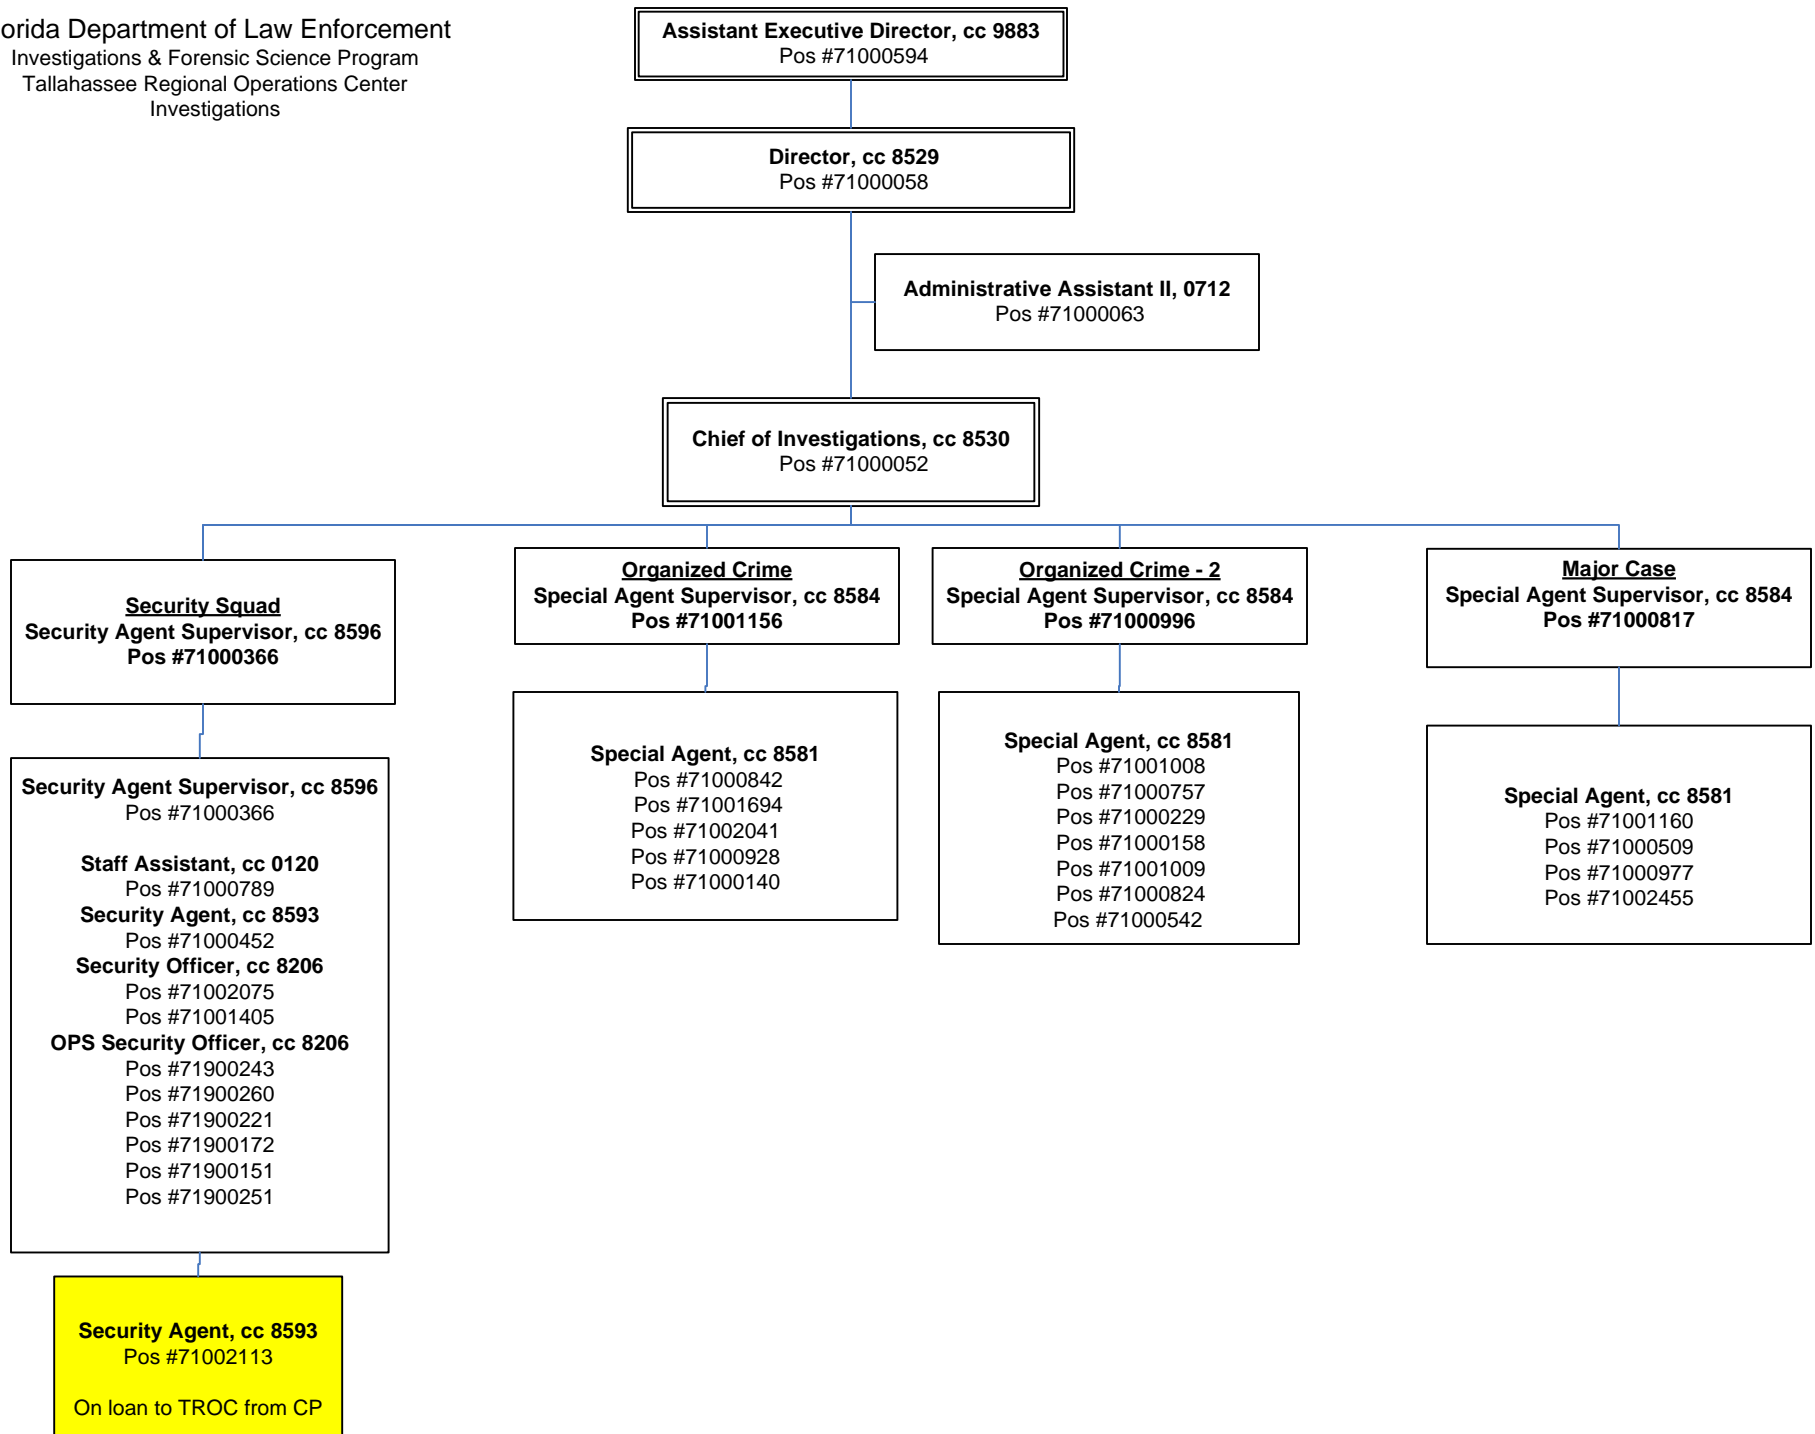 orida Department of Law Enforcement
Investigations & Forensic Science Program
Tallahassee Regional Operations Center
Investigations
Assistant Executive Director, cc 9883
Pos #71000594
Director, cc 8529
Pos #71000058
Administrative Assistant II, 0712
Pos #71000063
Chief of Investigations, cc 8530
Pos #71000052
Security Squad
Security Agent Supervisor, cc 8596
Pos #71000366
Organized Crime
Special Agent Supervisor, cc 8584
Pos #71001156
Organized Crime - 2
Special Agent Supervisor, cc 8584
Pos #71000996
Major Case
Special Agent Supervisor, cc 8584
Pos #71000817
Security Agent Supervisor, cc 8596
Pos #71000366
Staff Assistant, cc 0120
Pos #71000789
Security Agent, cc 8593
Pos #71000452
Security Officer, cc 8206
Pos #71002075
Pos #71001405
OPS Security Officer, cc 8206
Pos #71900243
Pos #71900260
Pos #71900221
Pos #71900172
Pos #71900151
Pos #71900251
Special Agent, cc 8581
Pos #71000842
Pos #71001694
Pos #71002041
Pos #71000928
Pos #71000140
Special Agent, cc 8581
Pos #71001008
Pos #71000757
Pos #71000229
Pos #71000158
Pos #71001009
Pos #71000824
Pos #71000542
Special Agent, cc 8581
Pos #71001160
Pos #71000509
Pos #71000977
Pos #71002455
Security Agent, cc 8593
Pos #71002113
On loan to TROC from CP